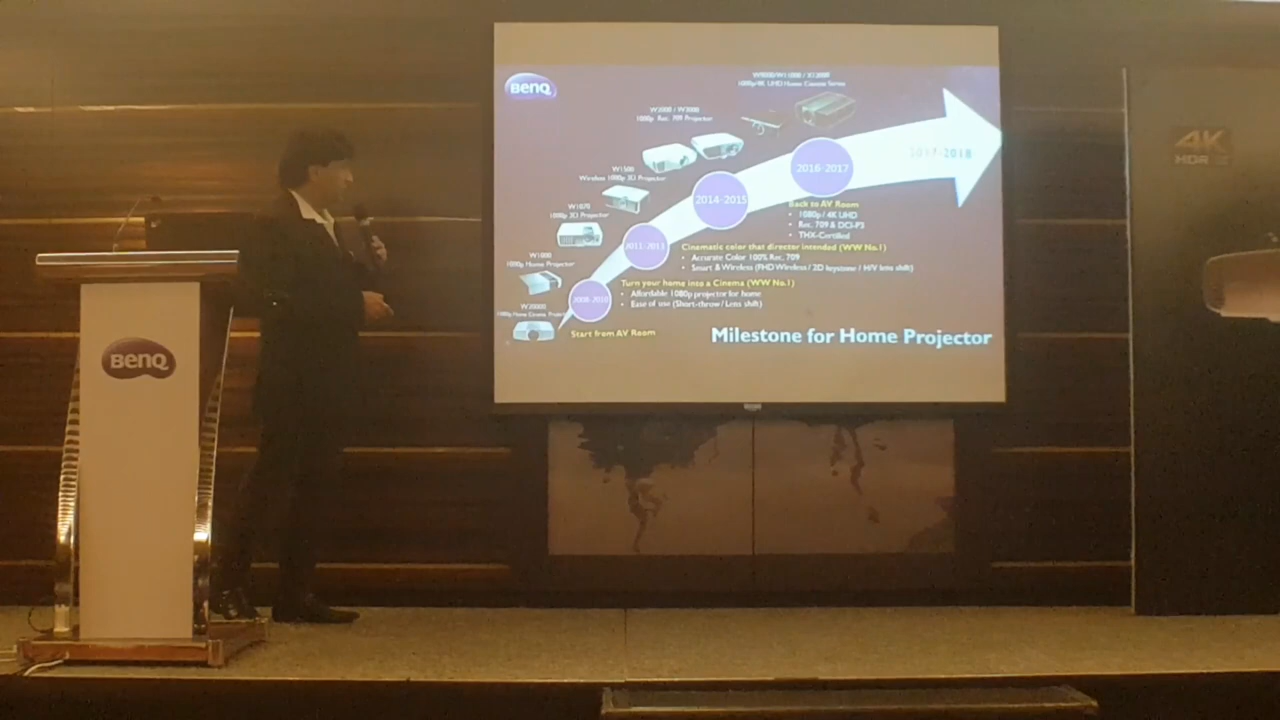 BenQ
W9000/W11000 / X12000
1080p/4K UHD Home Cinema Series
W2000 / W3000
1080p Rec. 709 Projector
W1500
Wireless 1080p 3D Projector
W1070
1080p 3D Projector
W1000
1080p Home Projector
1080p Home Cinema Projector
2008-2010
2011-2013
2014-2015
2016-2017
2017-2018
Back to AV Room
• 1080p / 4K UHD
• Rec. 709 & DCI-P3
• THX-Certified
Cinematic color that director intended (WW No.1)
• Accurate Color 100% Rec. 709
• Smart & Wireless (FHD Wireless / 2D keystone / H/V lens shift)
Turn your home into a Cinema (WW No.1)
• Affordable 1080p projector for home
• Ease of use (Short-throw / Lens shift)
Start from AV Room
Milestone for Home Projector
BenQ
4K
HDR